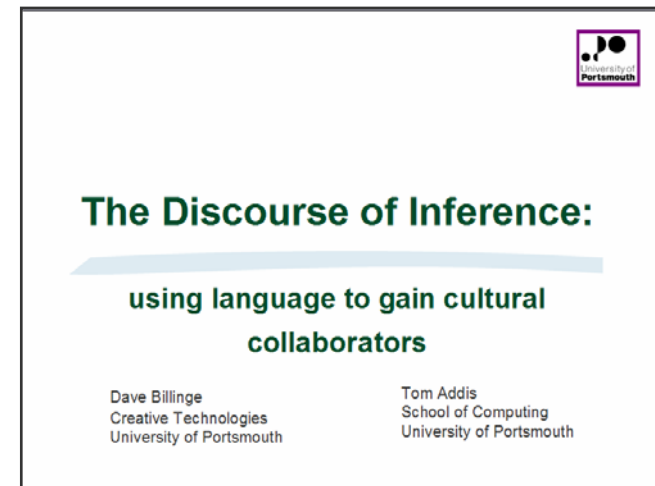 University of
Portsmouth
The Discourse of Inference:
using language to gain cultural
collaborators
Dave Billinge
Creative Technologies
University of Portsmouth
Tom Addis
School of Computing
University of Portsmouth